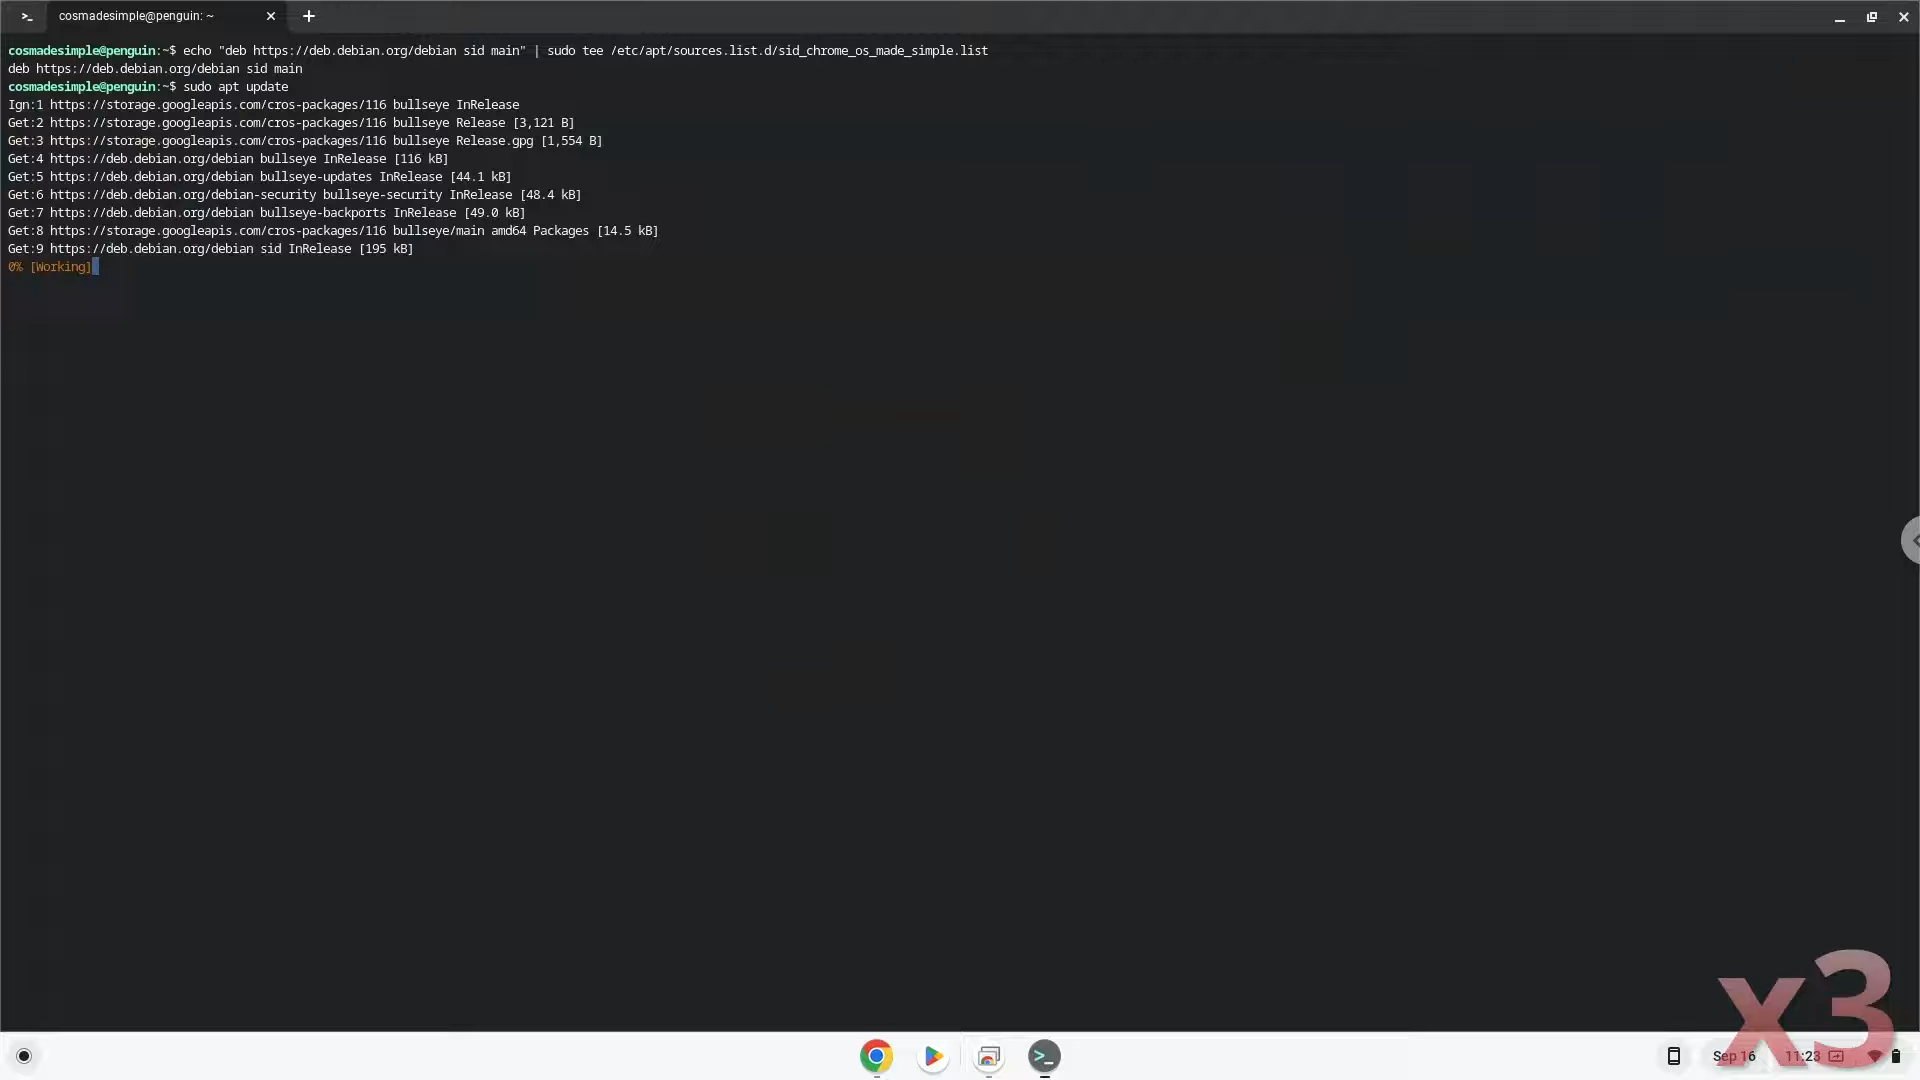 cosmadesimple@penguin: ~
cosmadesimple@penguin:~$ echo "deb https://deb.debian.org/debian sid main" | sudo tee /etc/apt/sources.list.d/sid_chrome_os_made_simple.list
deb https://deb.debian.org/debian sid main
cosmadesimple@penguin:~$ sudo apt update
Ign:1 https://storage.googleapis.com/cros-packages/116 bullseye InRelease
Get:2 https://storage.googleapis.com/cros-packages/116 bullseye Release [3,121 B]
Get:3 https://storage.googleapis.com/cros-packages/116 bullseye Release.gpg [1,554 B]
Get:4 https://deb.debian.org/debian bullseye InRelease [116 kB]
Get:5 https://deb.debian.org/debian bullseye-updates InRelease [44.1 kB]
Get:6 https://deb.debian.org/debian-security bullseye-security InRelease [48.4 kB]
Get:7 https://deb.debian.org/debian bullseye-backports InRelease [49.0 kB]
Get:8 https://storage.googleapis.com/cros-packages/116 bullseye/main amd64 Packages [14.5 kB]
Get:9 https://deb.debian.org/debian sid InRelease [195 kB]
0% [Working]
x3
Sep 16 11:23